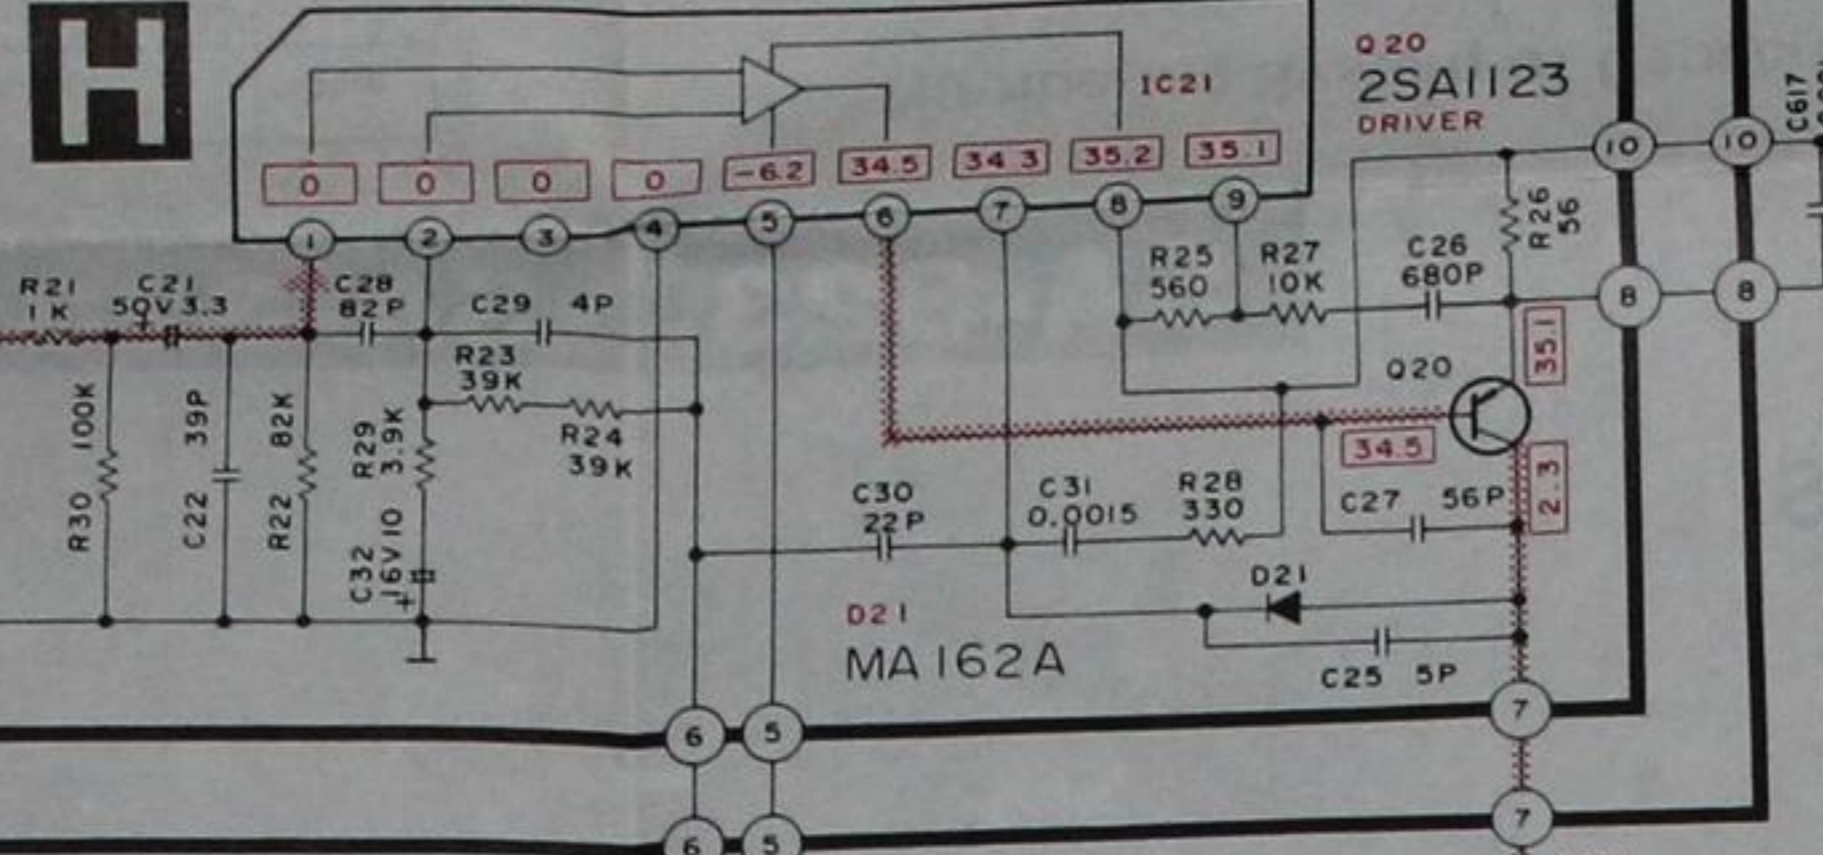 H
Q20
2SA1123
DRIVER
IC21
0
0
0
0
-6.2
34.5
34.3
35.2
35.1
1
2
3
4
5
6
7
8
9
10
10
C617
R26
56
R25
560
R27
10K
C26
680P
8
8
R21
1K
C21
50V3.3
+
C28
82P
C29 4P
R23
39K
R24
39K
R30 100K
C22 39P
R22 82K
R29
3.9K
C32
16V10
+
Q20
35.1
34.5
2.3
C30
22P
C31
0.0015
R28
330
C27 56P
D21
D21
MA162A
C25 5P
6
5
7
6
5
7